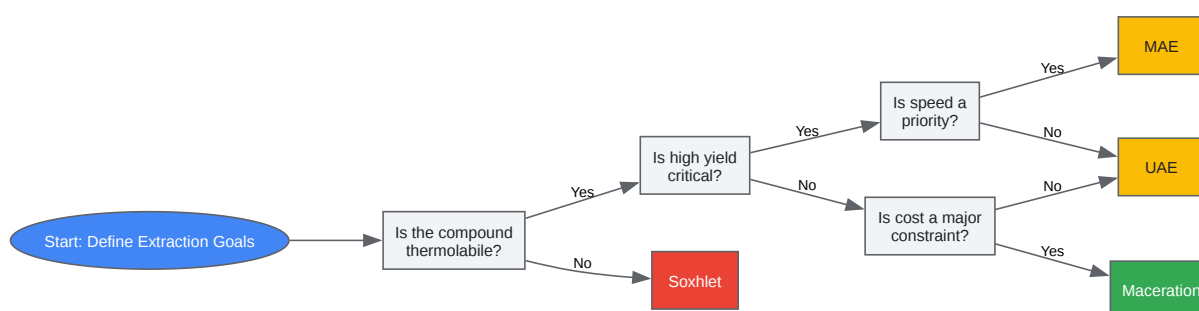 Start: Define Extraction Goals
Is the compound
thermolabile?
Yes
No
Is high yield
critical?
Soxhlet
Yes
No
Is speed a
priority?
Is cost a major
constraint?
Yes
No
No
Yes
MAE
UAE
Maceration